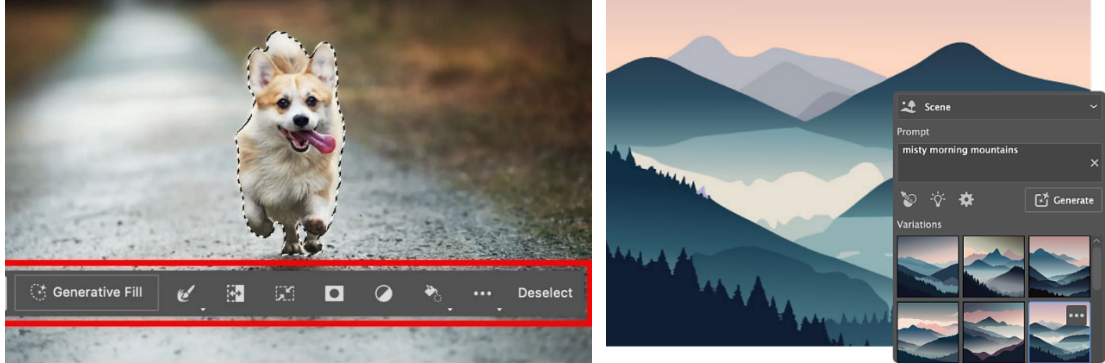 Generative Fill
Deselect
Scene
Prompt
misty morning mountains
Generate
Variations